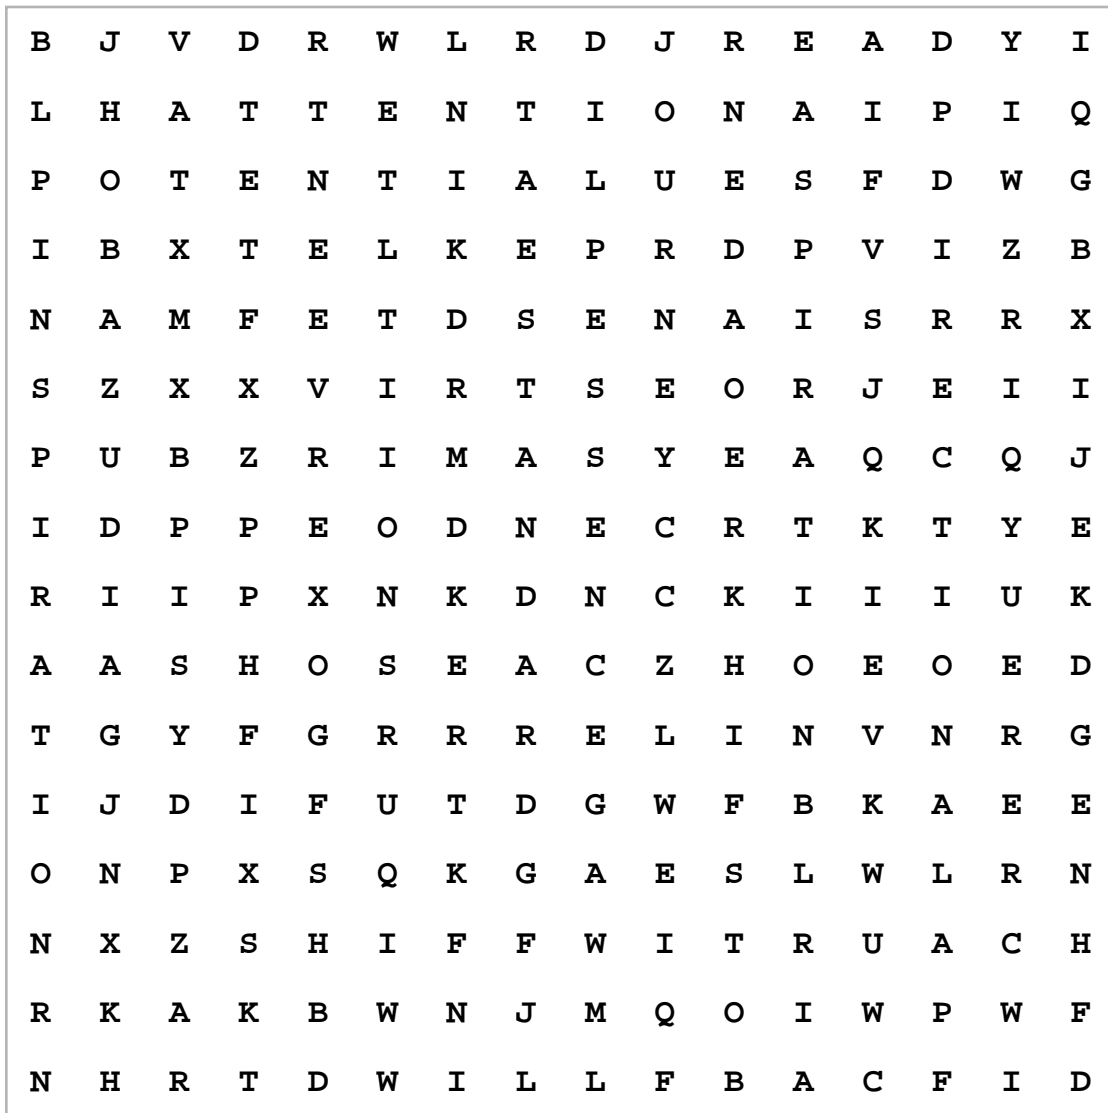 B J V D R W L R D J R E A D Y I
L H A T T E N T I O N A I P I Q
P O T E N T I A L U E S F D W G
I B X T E L K E P R D P V I Z B
N A M F E T D S E N A I S R R X
S Z X X V I R T S E O R J E I I
P U B Z R I M A S Y E A Q C Q J
I D P P E O D N E C R T K T Y E
R I I P X N K D N C K I I I U K
A A S H O S E A C Z H O E O E D
T G Y F G R R R E L I N V N R G
I J D I F U T D G W F B K A E E
O N P X S Q K G A E S L W L R N
N X Z S H I F F W I T R U A C H
R K A K B W N J M Q O I W P W F
N H R T D W I L L F B A C F I D